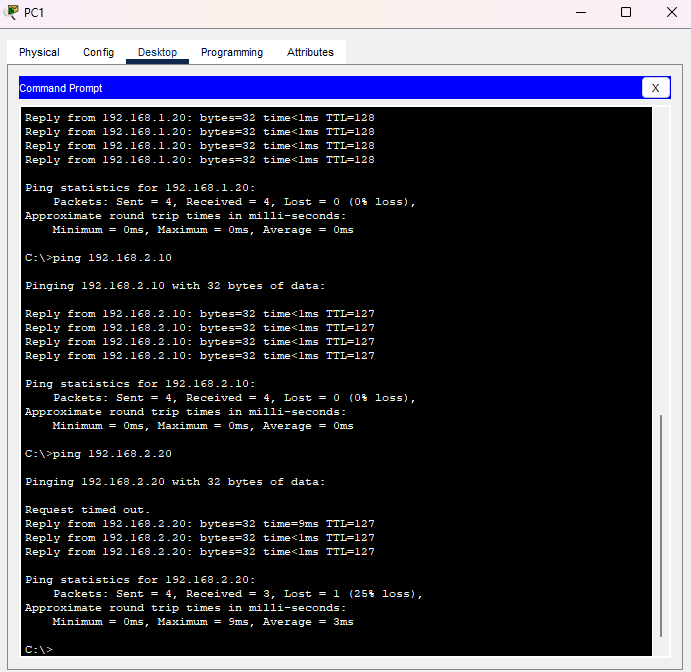 PC1
Physical Config Desktop Programming Attributes
Command Prompt X
Reply from 192.168.1.20: bytes=32 time<1ms TTL=128
Reply from 192.168.1.20: bytes=32 time<1ms TTL=128
Reply from 192.168.1.20: bytes=32 time<1ms TTL=128
Reply from 192.168.1.20: bytes=32 time<1ms TTL=128
Ping statistics for 192.168.1.20:
Packets: Sent = 4, Received = 4, Lost = 0 (0% loss),
Approximate round trip times in milli-seconds:
Minimum = 0ms, Maximum = 0ms, Average = 0ms
C:\>ping 192.168.2.10
Pinging 192.168.2.10 with 32 bytes of data:
Reply from 192.168.2.10: bytes=32 time<1ms TTL=127
Reply from 192.168.2.10: bytes=32 time<1ms TTL=127
Reply from 192.168.2.10: bytes=32 time<1ms TTL=127
Reply from 192.168.2.10: bytes=32 time<1ms TTL=127
Ping statistics for 192.168.2.10:
Packets: Sent = 4, Received = 4, Lost = 0 (0% loss),
Approximate round trip times in milli-seconds:
Minimum = 0ms, Maximum = 0ms, Average = 0ms
C:\>ping 192.168.2.20
Pinging 192.168.2.20 with 32 bytes of data:
Request timed out.
Reply from 192.168.2.20: bytes=32 time=9ms TTL=127
Reply from 192.168.2.20: bytes=32 time<1ms TTL=127
Reply from 192.168.2.20: bytes=32 time<1ms TTL=127
Ping statistics for 192.168.2.20:
Packets: Sent = 4, Received = 3, Lost = 1 (25% loss),
Approximate round trip times in milli-seconds:
Minimum = 0ms, Maximum = 9ms, Average = 3ms
C:\>